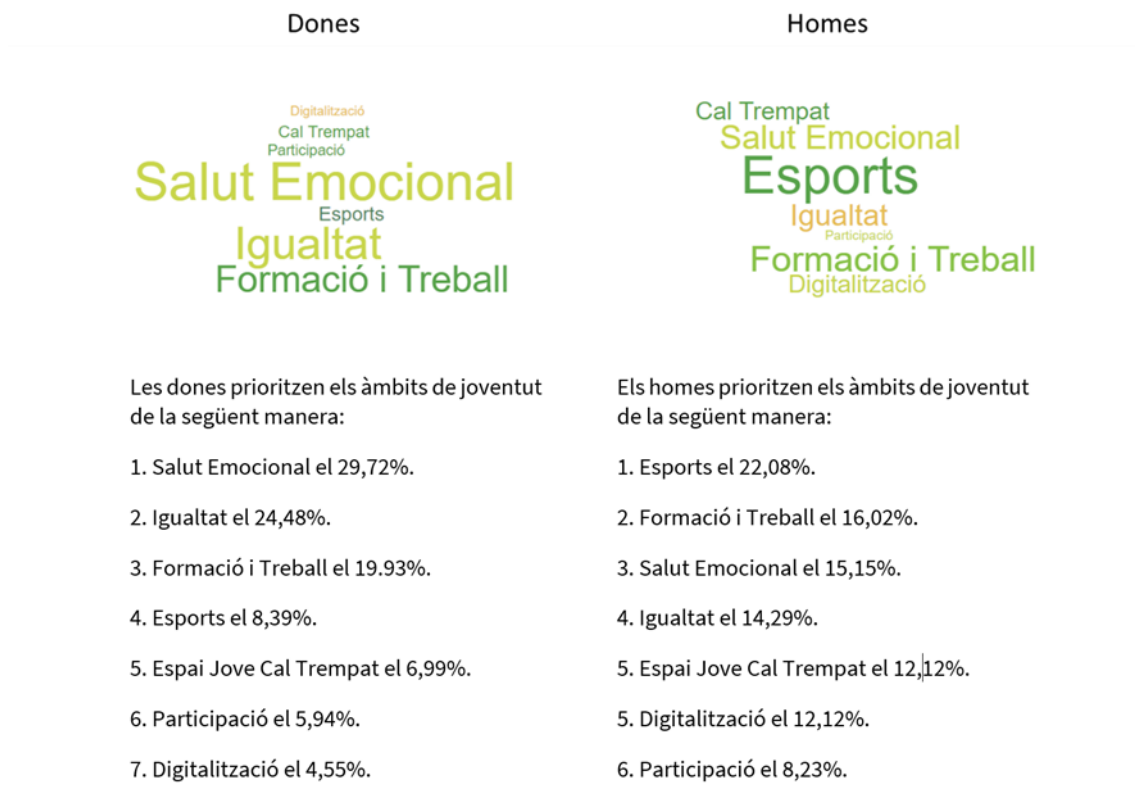 Dones
Digitalització
Cal Trempat
Participació
Salut Emocional
Esports
Igualtat
Formació i Treball
Les dones prioritzen els àmbits de joventut
de la següent manera:
1. Salut Emocional el 29,72%.
2. Igualtat el 24,48%.
3. Formació i Treball el 19.93%.
4. Esports el 8,39%.
5. Espai Jove Cal Trempat el 6,99%.
6. Participació el 5,94%.
7. Digitalització el 4,55%.
Homes
Cal Trempat
Salut Emocional
Esports
Igualtat
Participació
Formació i Treball
Digitalització
Els homes prioritzen els àmbits de joventut
de la següent manera:
1. Esports el 22,08%.
2. Formació i Treball el 16,02%.
3. Salut Emocional el 15,15%.
4. Igualtat el 14,29%.
5. Espai Jove Cal Trempat el 12,12%.
5. Digitalització el 12,12%.
6. Participació el 8,23%.